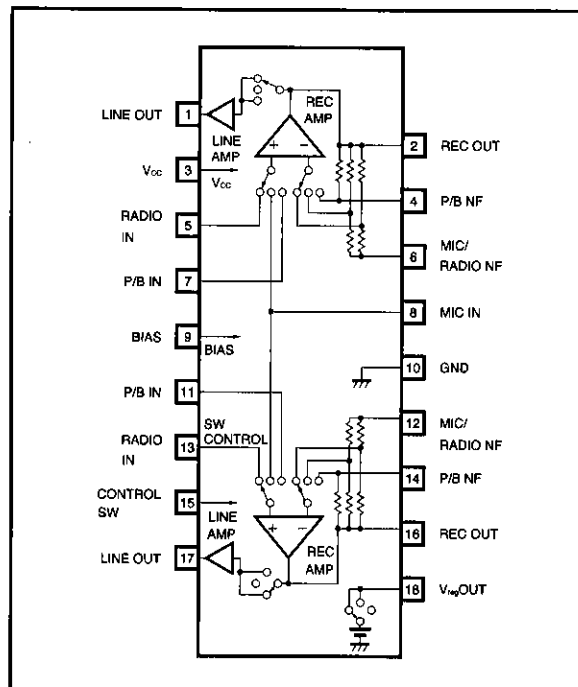 LINE OUT
1
LINE
AMP
REC
AMP
+
−
2
REC OUT
Vcc
3
Vcc
4
P/B NF
RADIO
IN
5
6
MIC/
RADIO NF
P/B IN
7
8
MIC IN
BIAS
9
BIAS
10
GND
P/B IN
11
12
MIC/
RADIO NF
RADIO
IN
13
SW
CONTROL
14
P/B NF
CONTROL
SW
15
LINE
AMP
+
−
16
REC OUT
LINE OUT
17
REC
AMP
18
VregOUT